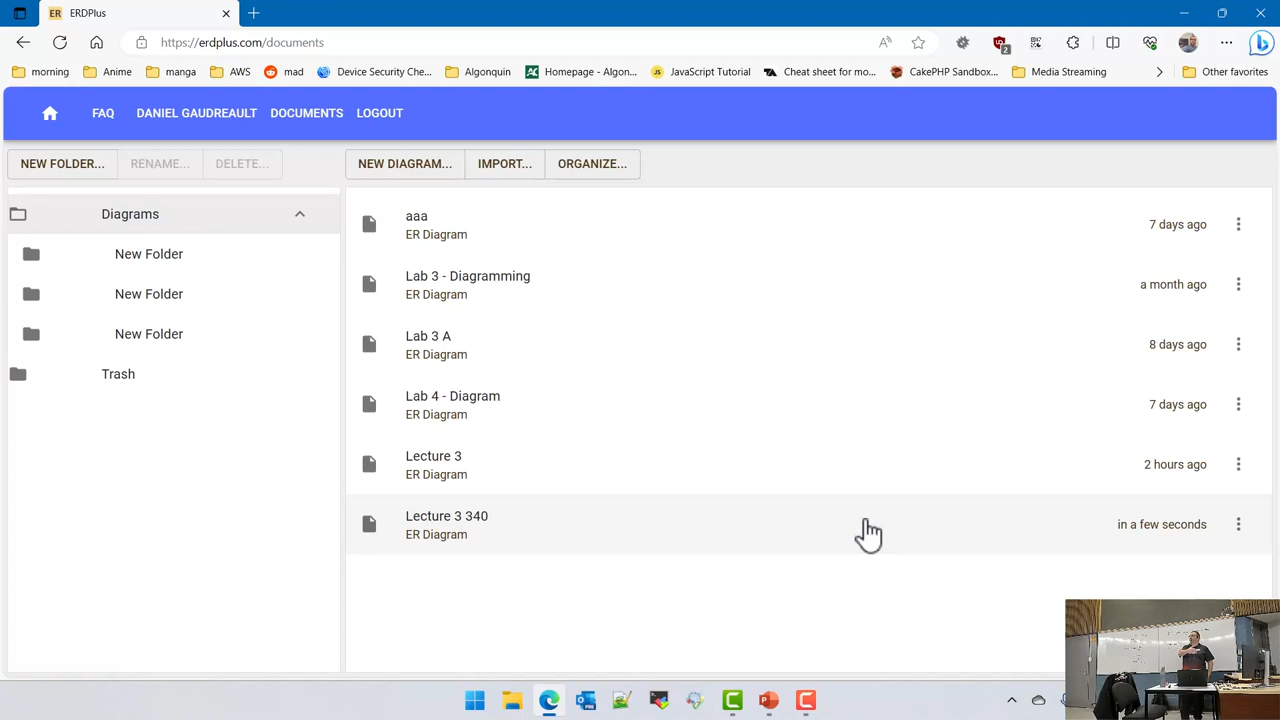 ER ERDPlus
https://erdplus.com/documents
2
morning
Anime
manga
AWS
mad
Device Security Che...
Algonquin
Homepage - Algon...
JavaScript Tutorial
Cheat sheet for mo...
CakePHP Sandbox...
Media Streaming
Other favorites
FAQ
DANIEL GAUDREAULT
DOCUMENTS
LOGOUT
NEW FOLDER...
RENAME...
DELETE...
NEW DIAGRAM...
IMPORT...
ORGANIZE...
Diagrams
New Folder
New Folder
New Folder
Trash
aaa
ER Diagram
7 days ago
Lab 3 - Diagramming
ER Diagram
a month ago
Lab 3 A
ER Diagram
8 days ago
Lab 4 - Diagram
ER Diagram
7 days ago
Lecture 3
ER Diagram
2 hours ago
Lecture 3 340
ER Diagram
in a few seconds